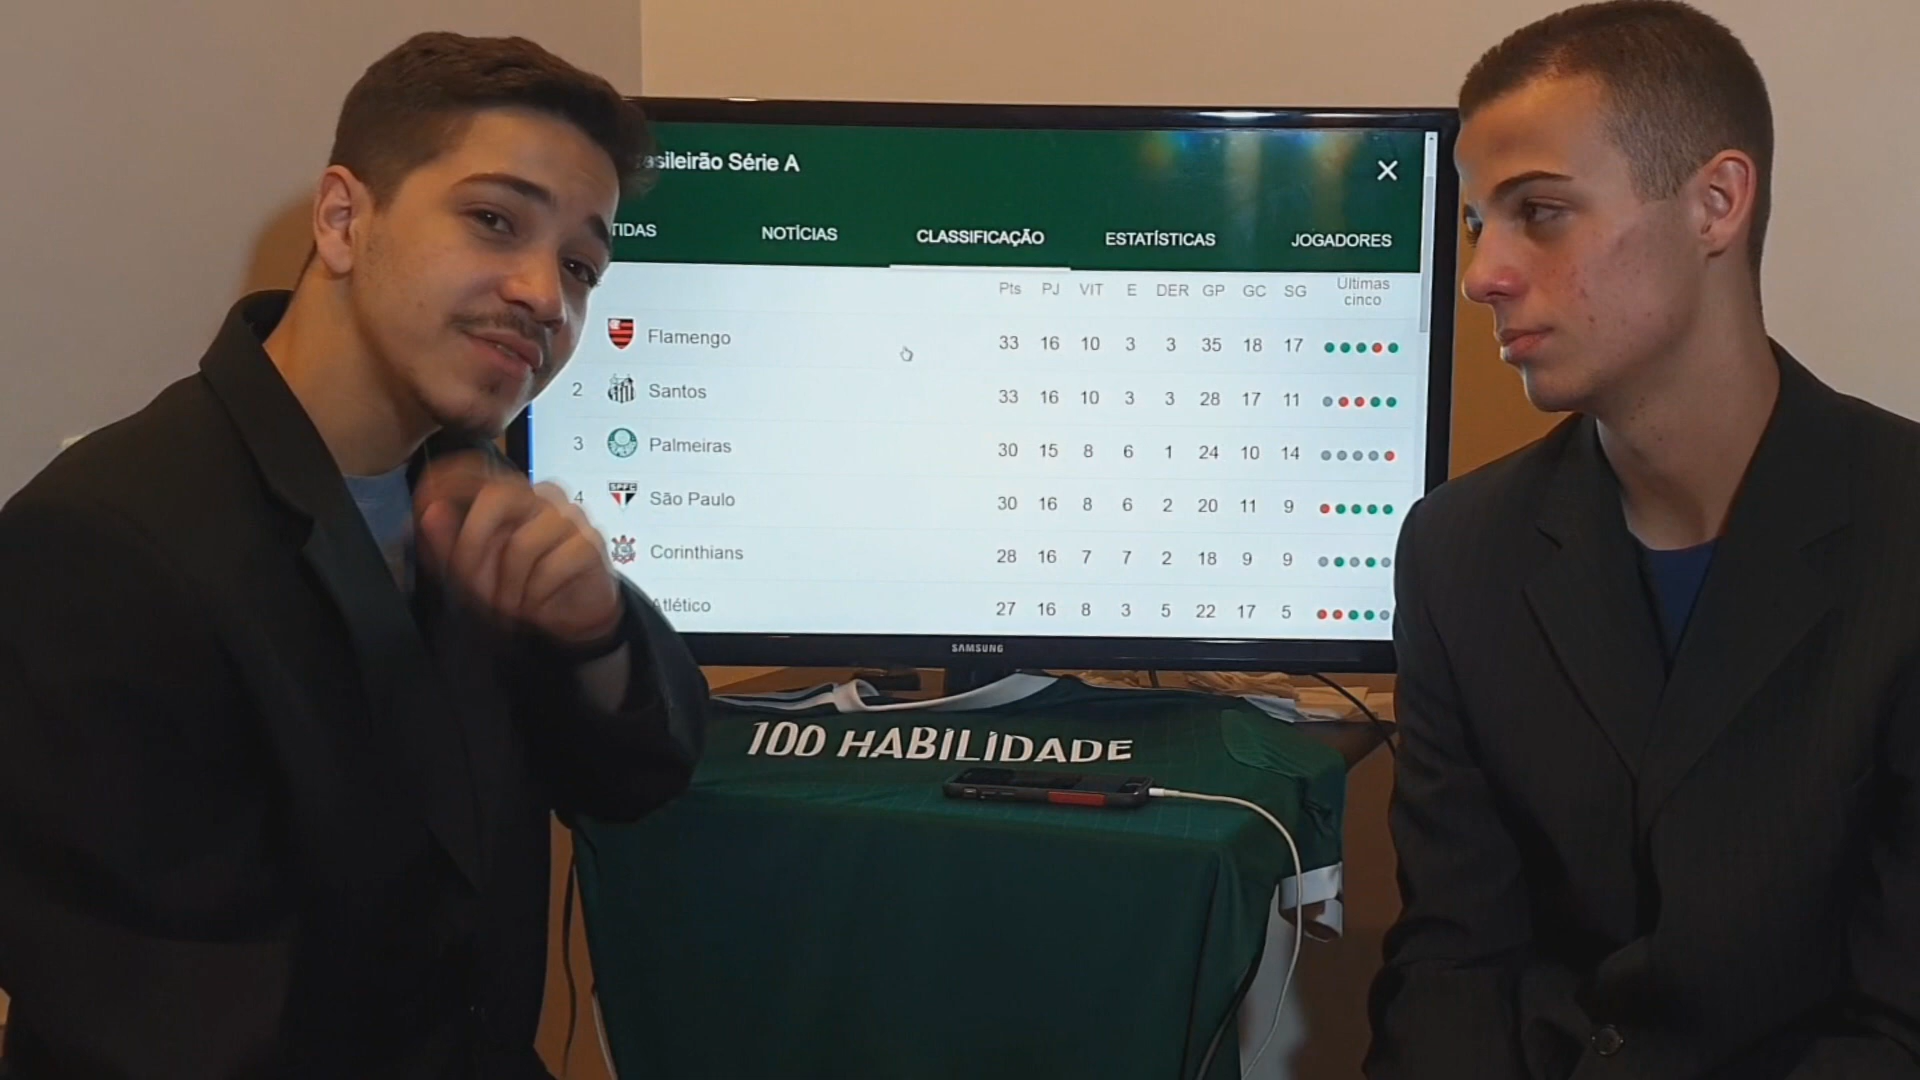 asileirão Série A
TIDAS NOTÍCIAS CLASSIFICAÇÃO ESTATÍSTICAS JOGADORES
Pts PJ VIT E DER GP GC SG Últimas cinco
Flamengo 33 16 10 3 3 35 18 17
2 Santos 33 16 10 3 3 28 17 11
3 Palmeiras 30 15 8 6 1 24 10 14
4 SPFC São Paulo 30 16 8 6 2 20 11 9
Corinthians 28 16 7 7 2 18 9 9
Atlético 27 16 8 3 5 22 17 5
SAMSUNG
100 HABILIDADE